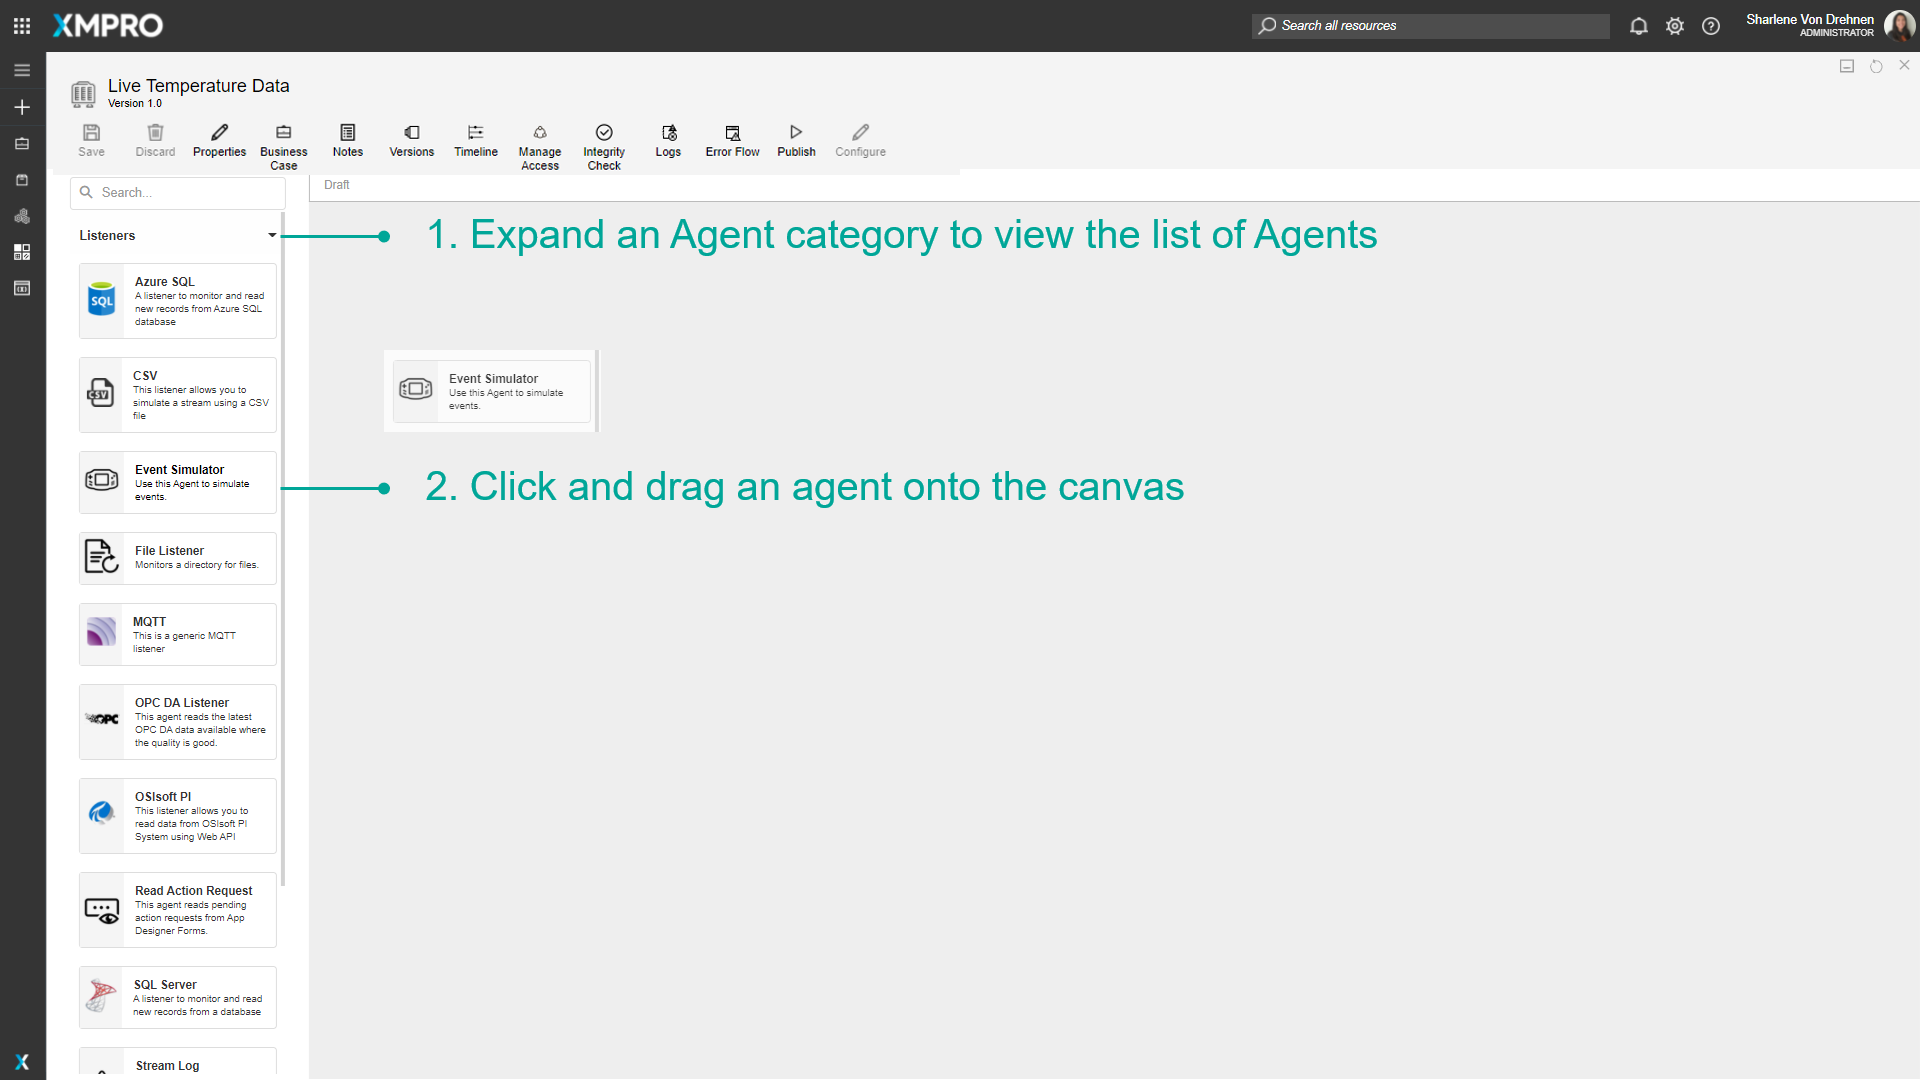 XMPRO
Search all resources
Sharlene Von Drehnen
ADMINISTRATOR
Live Temperature Data
Version 1.0
Save
Discard
Properties
Business
Case
Notes
Versions
Timeline
Manage
Access
Integrity
Check
Logs
Error Flow
Publish
Configure
Search...
Draft
Listeners
1. Expand an Agent category to view the list of Agents
SQL
Azure SQL
A listener to monitor and read
new records from Azure SQL
database
CSV
CSV
This listener allows you to
simulate a stream using a CSV
file
Event Simulator
Use this Agent to simulate
events.
Event Simulator
Use this Agent to simulate
events.
2. Click and drag an agent onto the canvas
File Listener
Monitors a directory for files.
MQTT
This is a generic MQTT
listener
OPC
OPC DA Listener
This agent reads the latest
OPC DA data available where
the quality is good.
OSIsoft PI
This listener allows you to
read data from OSIsoft PI
System using Web API
Read Action Request
This agent reads pending
action requests from App
Designer Forms.
SQL Server
A listener to monitor and read
new records from a database
Stream Log
X